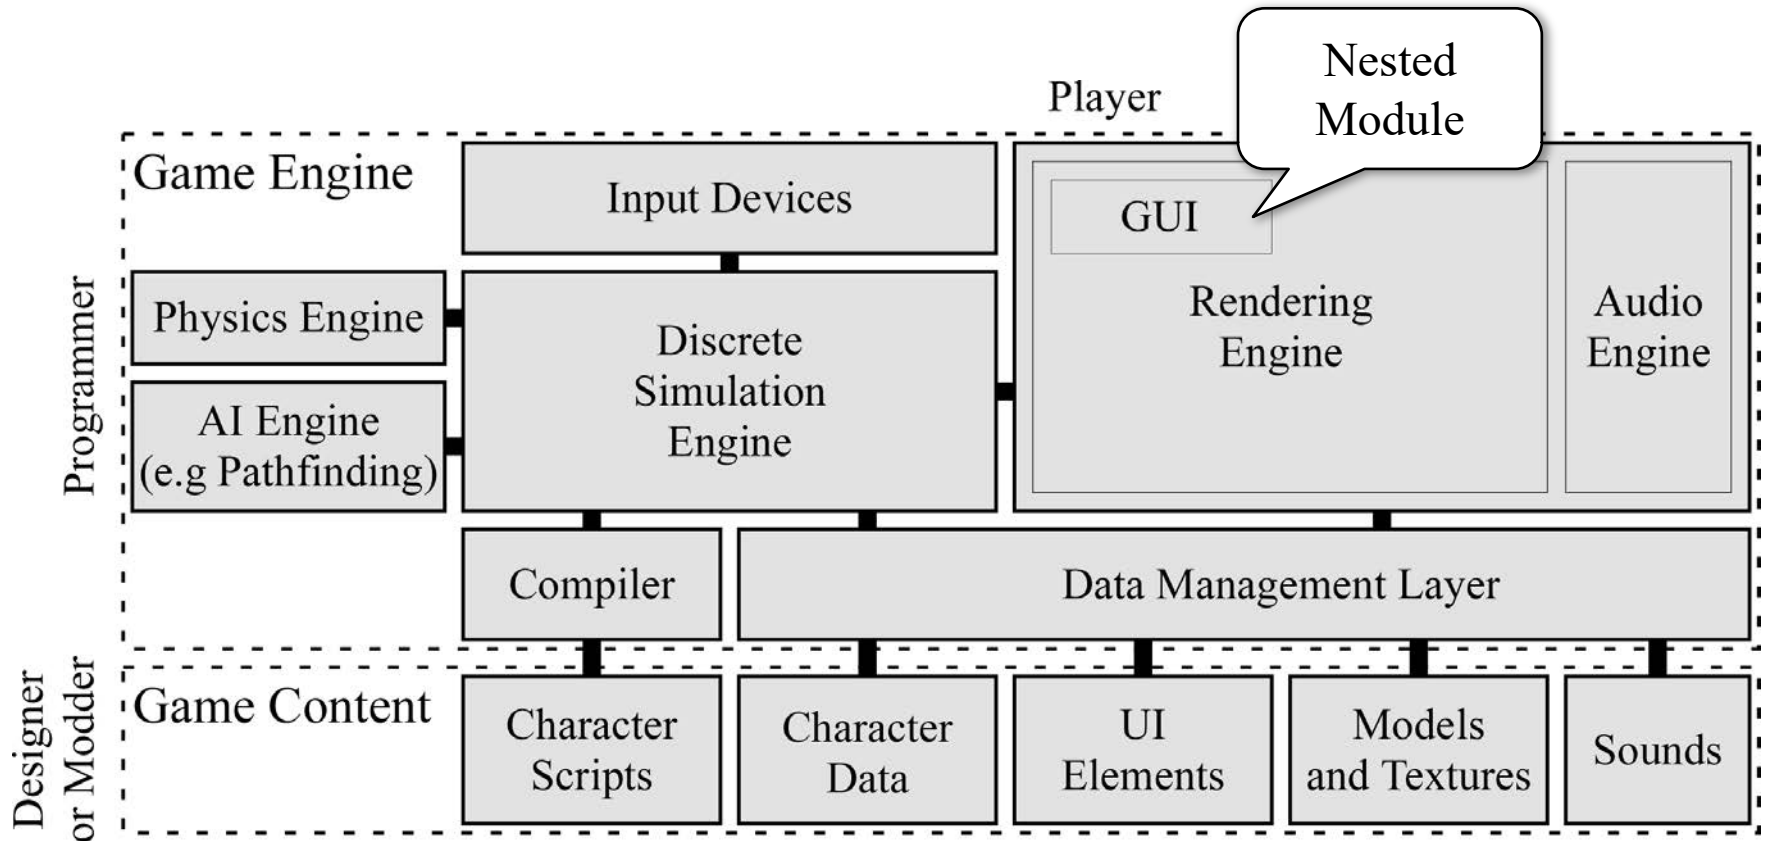 Nested
Module
Player
Game Engine
Input Devices
GUI
Programmer
Physics Engine
Discrete
Simulation
Engine
Rendering
Engine
Audio
Engine
AI Engine
(e.g Pathfinding)
Compiler
Data Management Layer
Designer
or Modder
Game Content
Character
Scripts
Character
Data
UI
Elements
Models
and Textures
Sounds